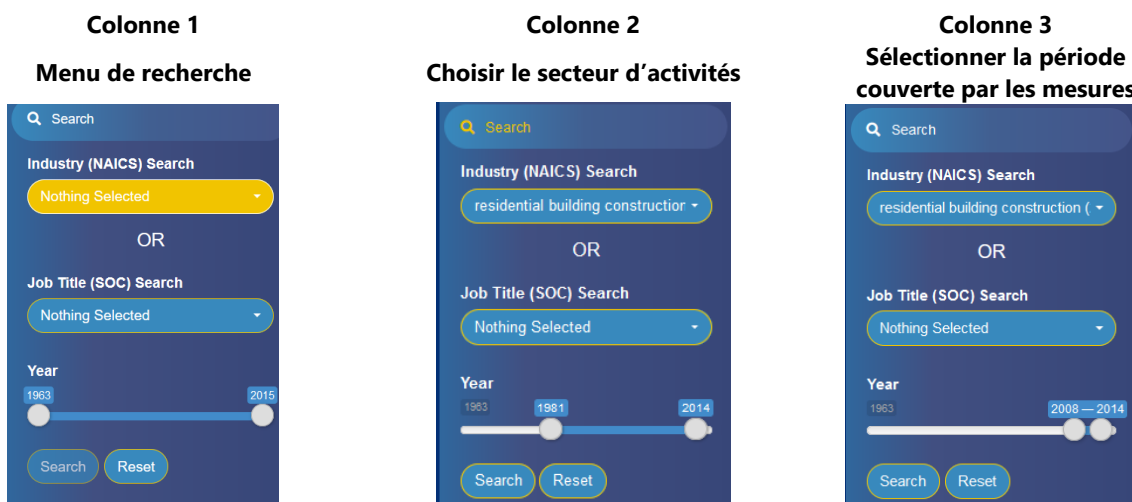 Colonne 1
Menu de recherche
Search
Industry (NAICS) Search
Nothing Selected
OR
Job Title (SOC) Search
Nothing Selected
Year
1963 2015
Search Reset
Colonne 2
Choisir le secteur d’activités
Search
Industry (NAICS) Search
residential building construction
OR
Job Title (SOC) Search
Nothing Selected
Year
1963 1981 2014
Search Reset
Colonne 3
Sélectionner la période
couverte par les mesures
Search
Industry (NAICS) Search
residential building construction (
OR
Job Title (SOC) Search
Nothing Selected
Year
1963 2008 — 2014
Search Reset